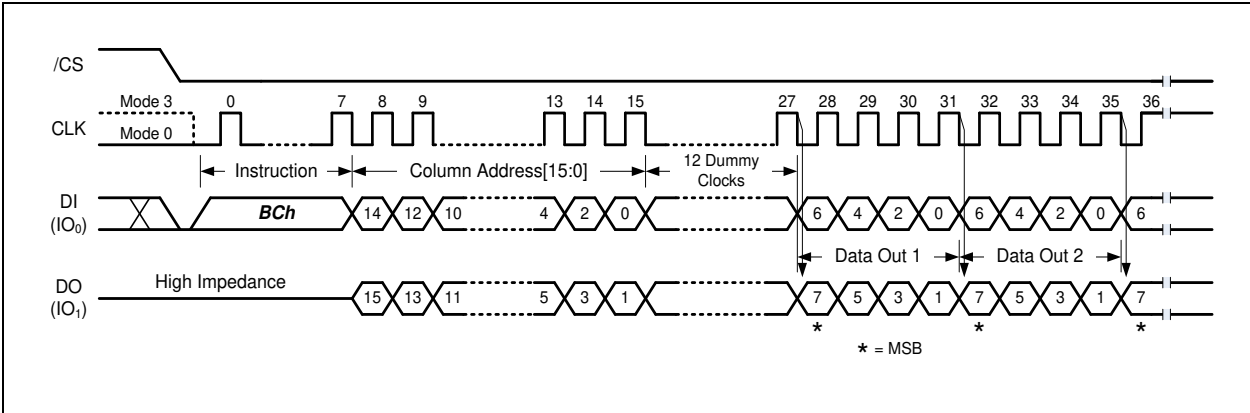 /CS
Mode 3 0 7 8 9 13 14 15 27 28 29 30 31 32 33 34 35 36
CLK
Mode 0
Instruction Column Address[15:0] 12 Dummy
Clocks
DI
(IO0)
BCh 14 12 10 4 2 0 6 4 2 0 6 4 2 0 6
Data Out 1 Data Out 2
High Impedance
DO
(IO1)
15 13 11 5 3 1 7 5 3 1 7 5 3 1 7
* * *
* = MSB